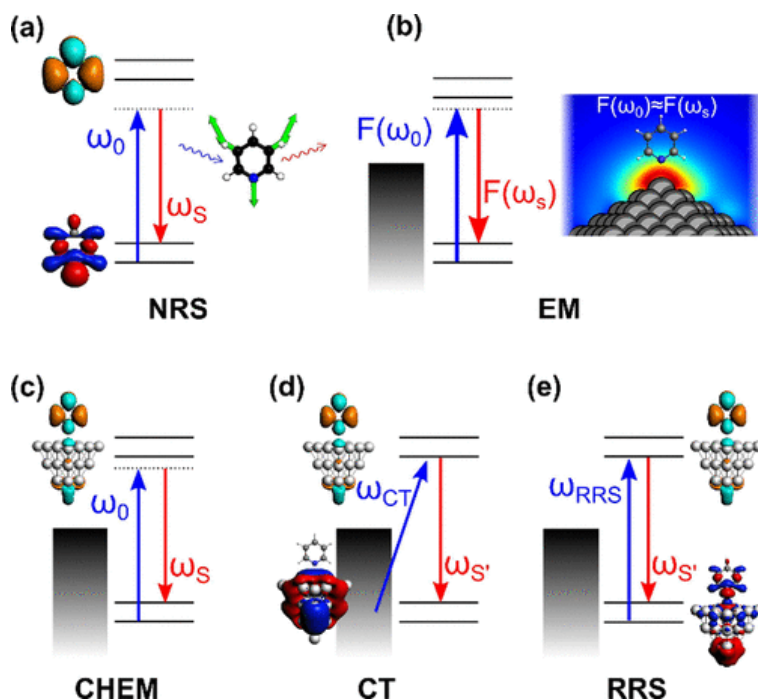 (a)
ω0
ωS
NRS
(b)
F(ω0)
F(ωs)
F(ω0)≈F(ωs)
EM
(c)
ω0
ωS
CHEM
(d)
ωCT
ωS'
CT
(e)
ωRRS
ωS'
RRS